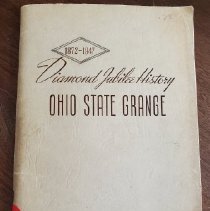 1872-1947
Diamond Jubilee History
OHIO STATE GRANGE